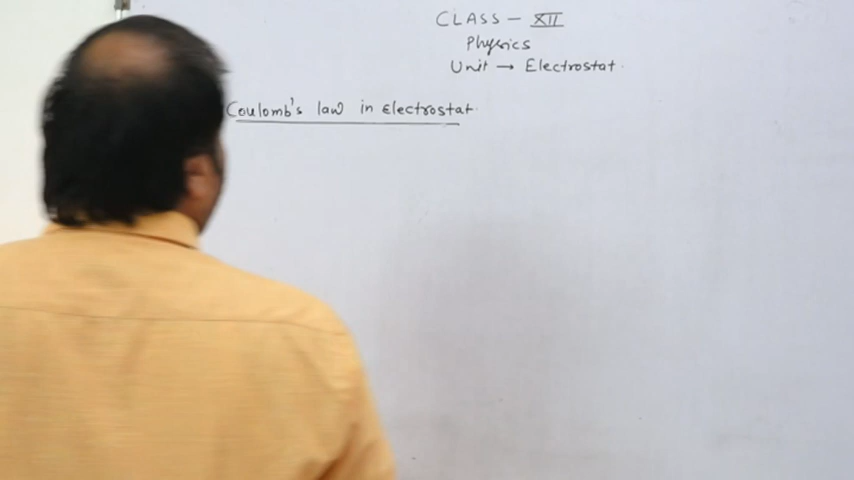 CLASS - XII
Physics
Unit → Electrostat.
Coulomb's law in Electrostat.